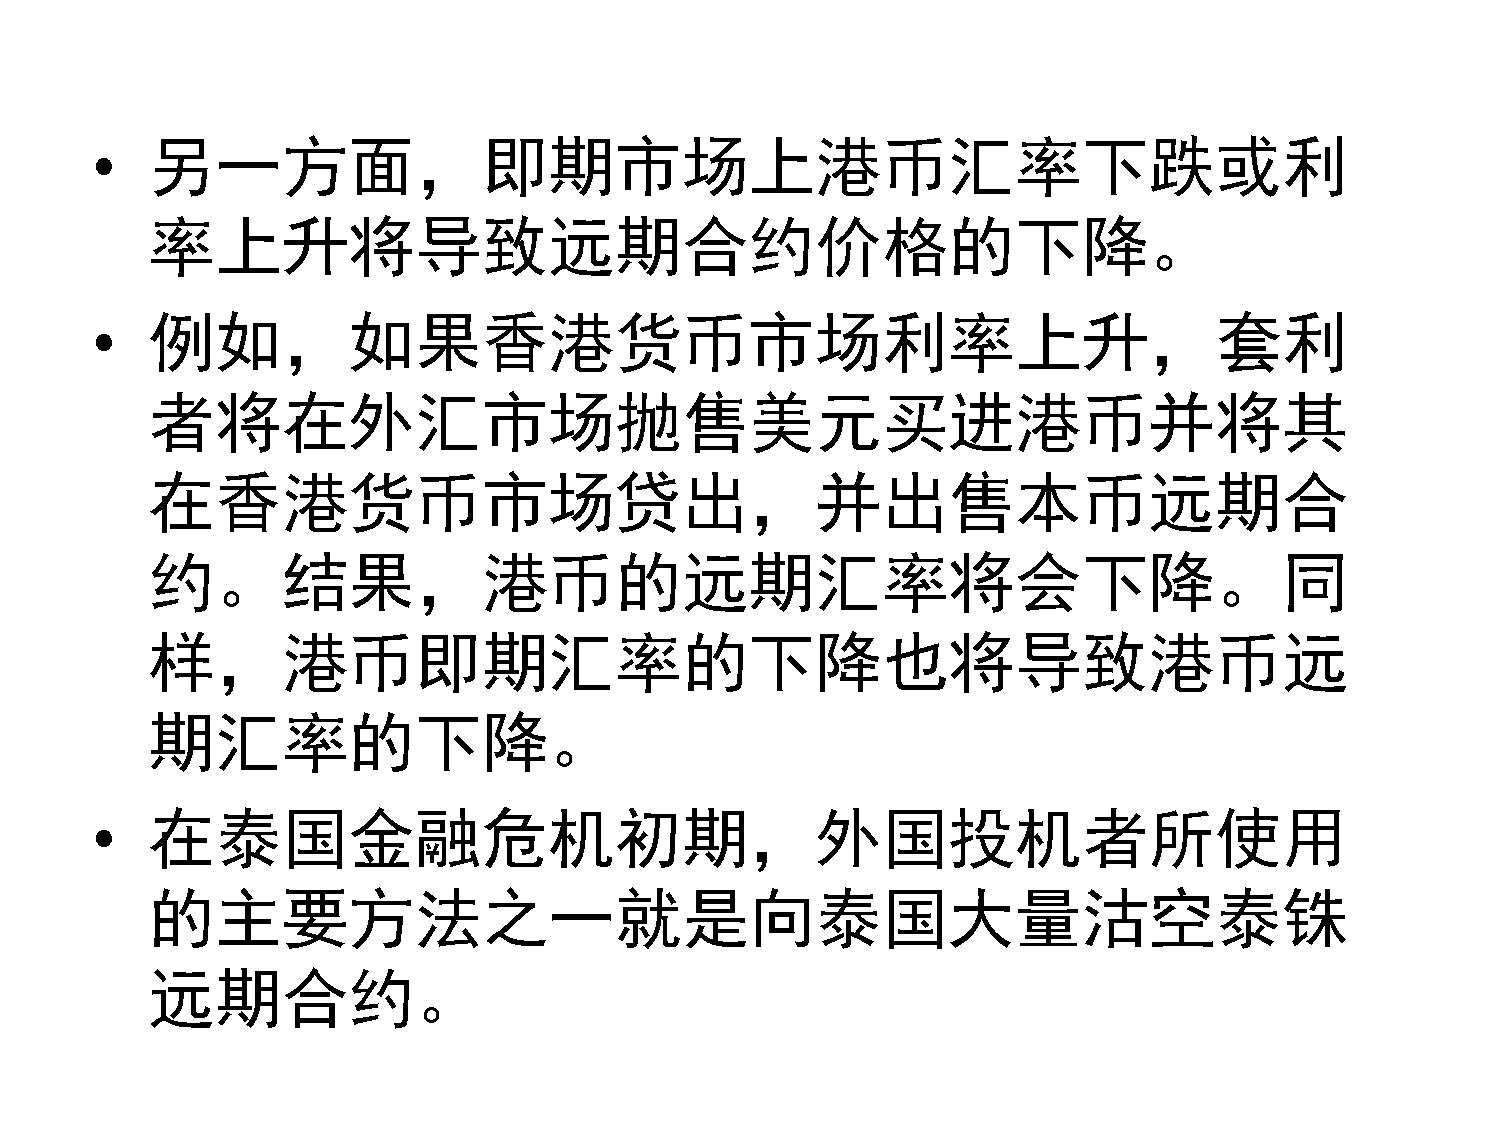 • 另一方面，即期市场上港币汇率下跌或利
率上升将导致远期合约价格的下降。
• 例如，如果香港货币市场利率上升，套利
者将在外汇市场抛售美元买进港币并将其
在香港货币市场贷出，并出售本币远期合
约。结果，港币的远期汇率将会下降。同
样，港币即期汇率的下降也将导致港币远
期汇率的下降。
• 在泰国金融危机初期，外国投机者所使用
的主要方法之一就是向泰国大量沽空泰铢
远期合约。